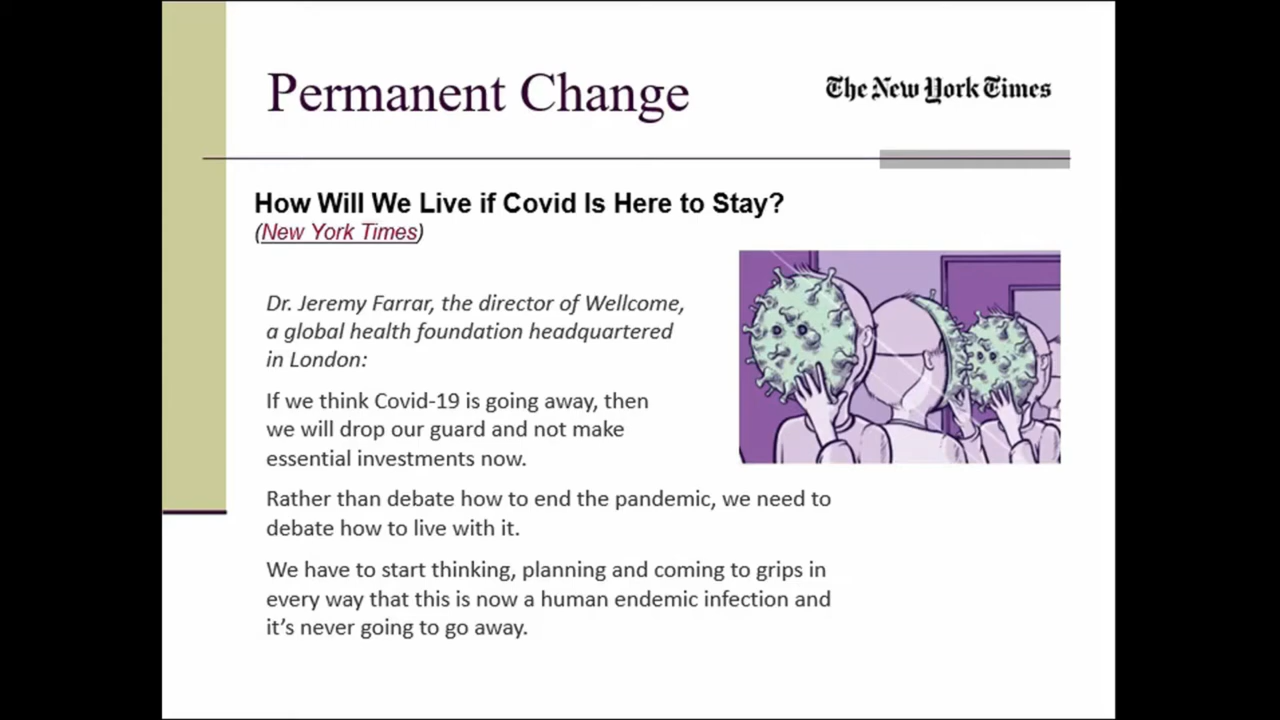 Permanent Change
The New York Times
How Will We Live if Covid Is Here to Stay?
(New York Times)
Dr. Jeremy Farrar, the director of Wellcome,
a global health foundation headquartered
in London:
If we think Covid-19 is going away, then
we will drop our guard and not make
essential investments now.
Rather than debate how to end the pandemic, we need to
debate how to live with it.
We have to start thinking, planning and coming to grips in
every way that this is now a human endemic infection and
it’s never going to go away.